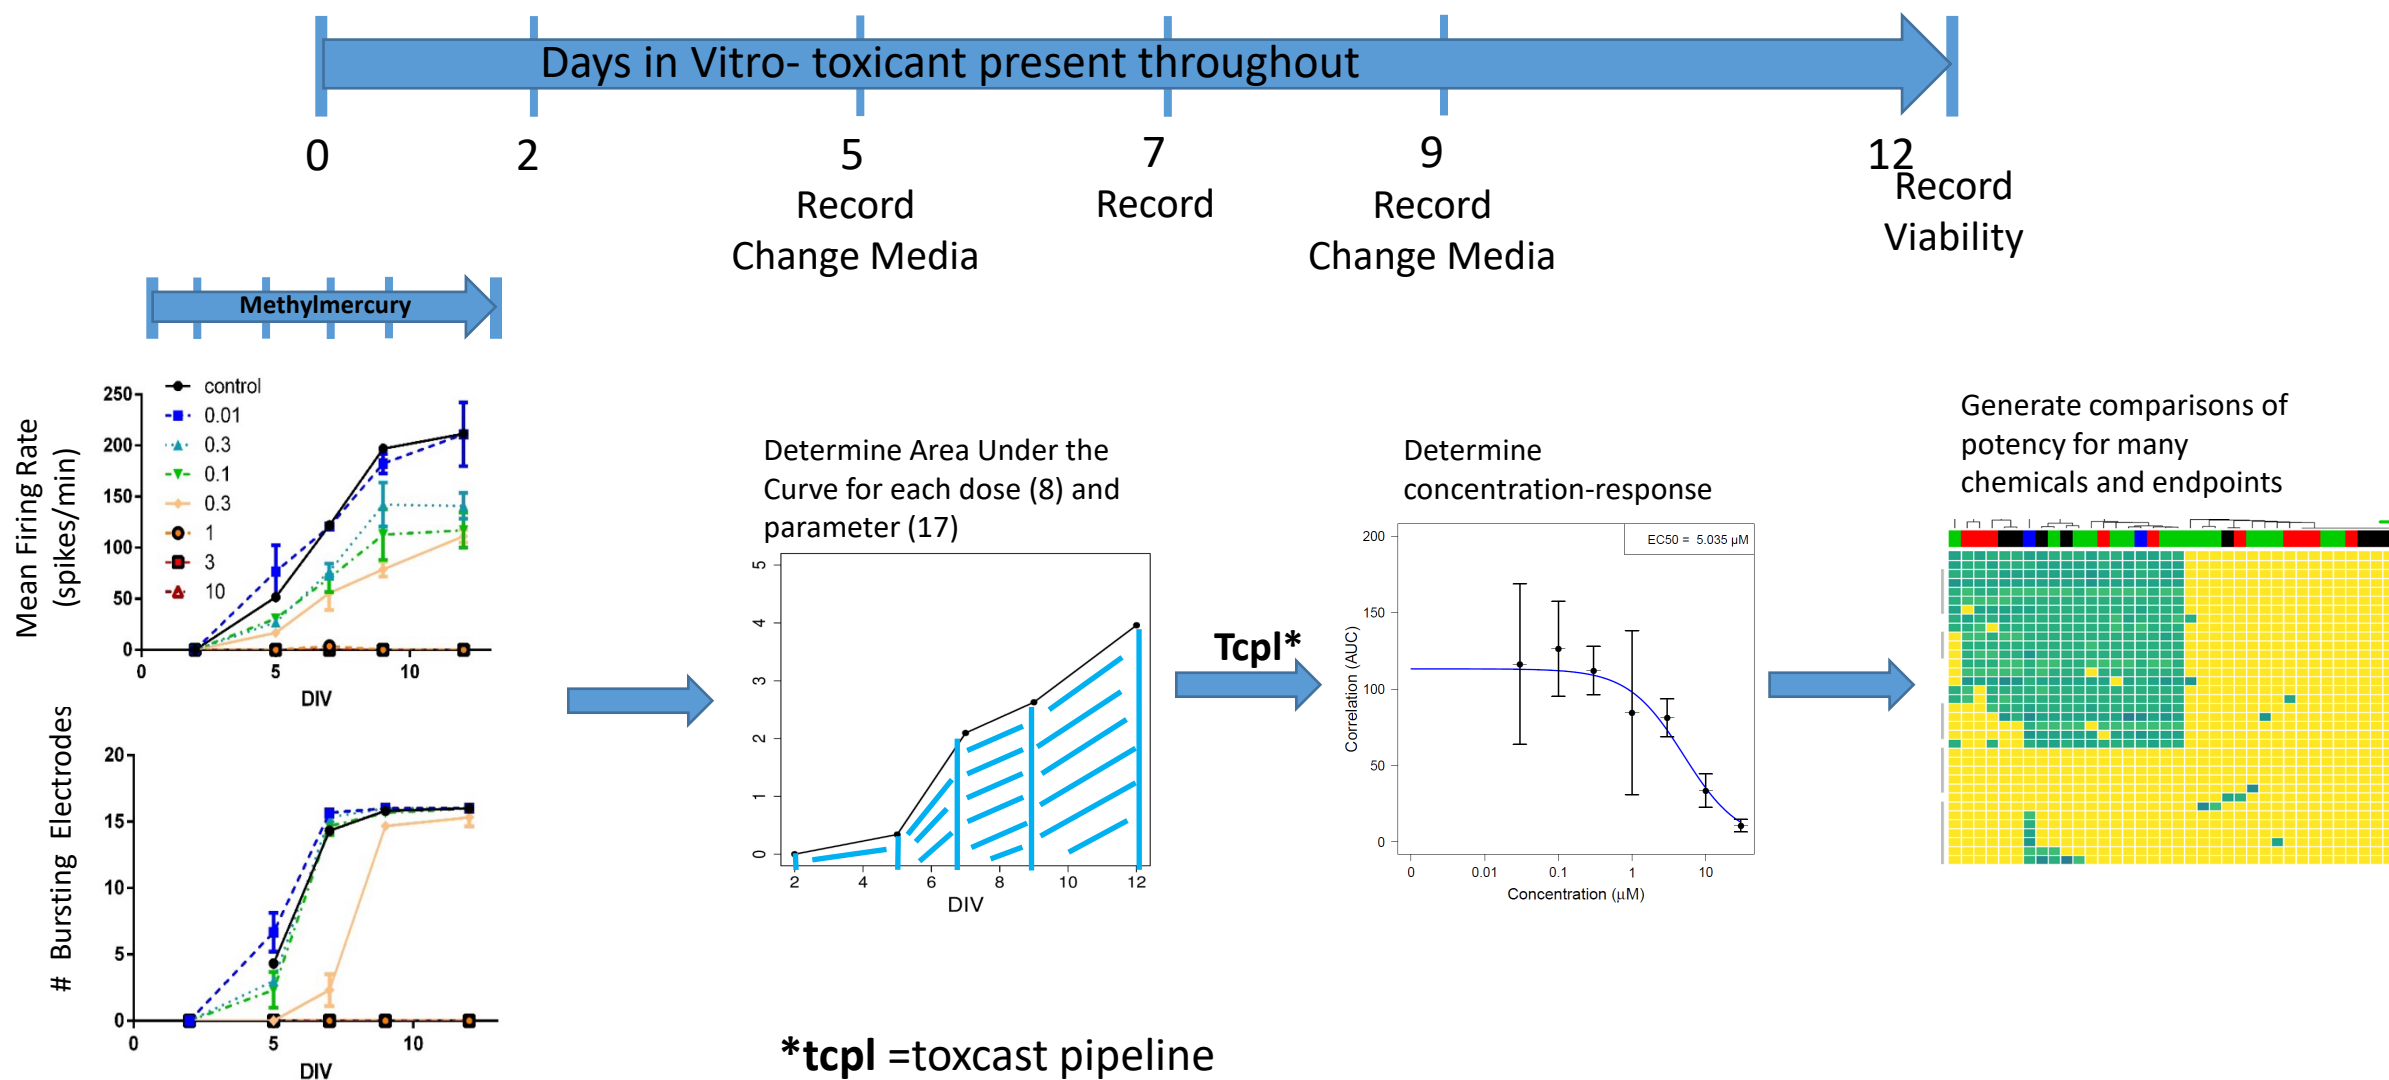 Days in Vitro- toxicant present throughout
0 2 5 7 9 12
Record
Change Media
Record
Record
Change Media
Record
Viability
Methylmercury
Mean Firing Rate
(spikes/min)
250
200
150
100
50
0
control
0.01
0.3
0.1
0.3
1
3
10
0 5 10
DIV
# Bursting Electrodes
20
15
10
5
0
0 5 10
DIV
Determine Area Under the
Curve for each dose (8) and
parameter (17)
5
4
3
2
1
0
2 4 6 8 10 12
DIV
Tcpl*
Determine
concentration-response
EC50 = 5.035 µM
Correlation (AUC)
200
150
100
50
0
0 0.01 0.1 1 10
Concentration (µM)
Generate comparisons of
potency for many
chemicals and endpoints
*tcpl =toxcast pipeline